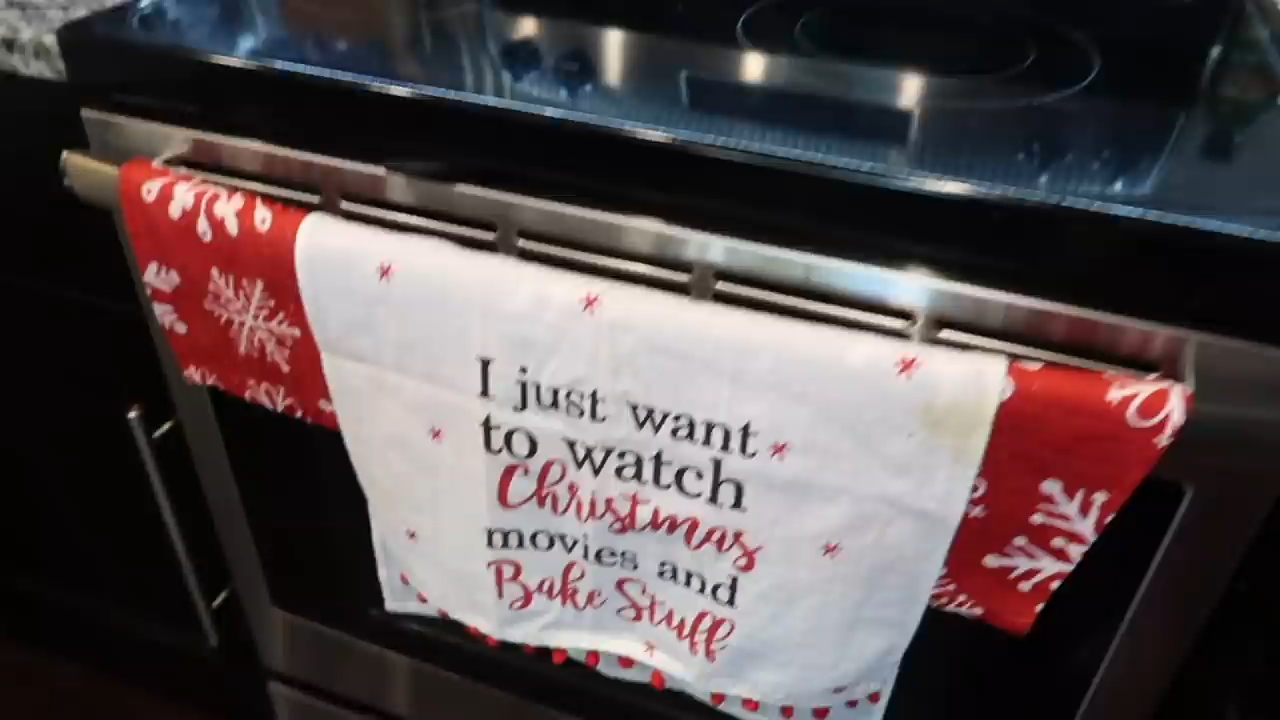 I just want
to watch
Christmas
movies and
Bake Stuff